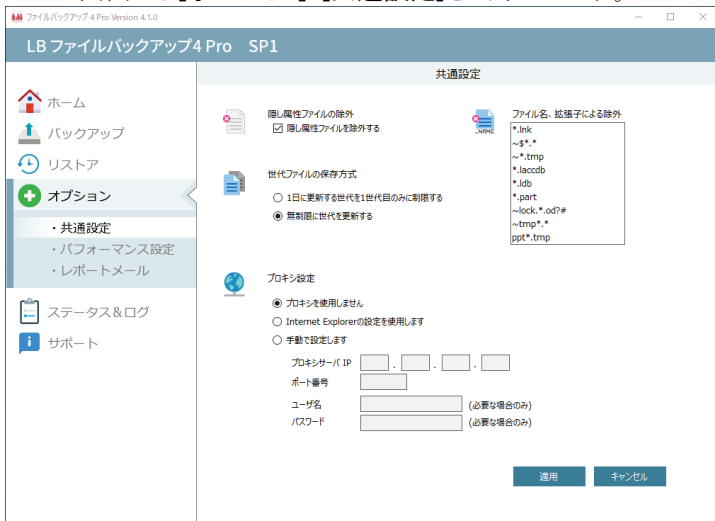 LB ファイルバックアップ 4 Pro Version 4.1.0
LB ファイルバックアップ4 Pro SP1
共通設定
ホーム
バックアップ
リストア
オプション
・共通設定
・パフォーマンス設定
・レポートメール
ステータス＆ログ
サポート
隠し属性ファイルの除外
隠し属性ファイルを除外する
ファイル名、拡張子による除外
.NAME
*.lnk
~$*.*
~*.tmp
*.laccdb
*.ldb
*.part
~lock.*.od?#
~tmp*.*
ppt*.tmp
世代ファイルの保存方式
1日に更新する世代を1世代目のみに制限する
無制限に世代を更新する
プロキシ設定
プロキシを使用しません
Internet Explorerの設定を使用します
手動で設定します
プロキシサーバ IP . . .
ポート番号
ユーザ名 (必要な場合のみ)
パスワード (必要な場合のみ)
適用 キャンセル